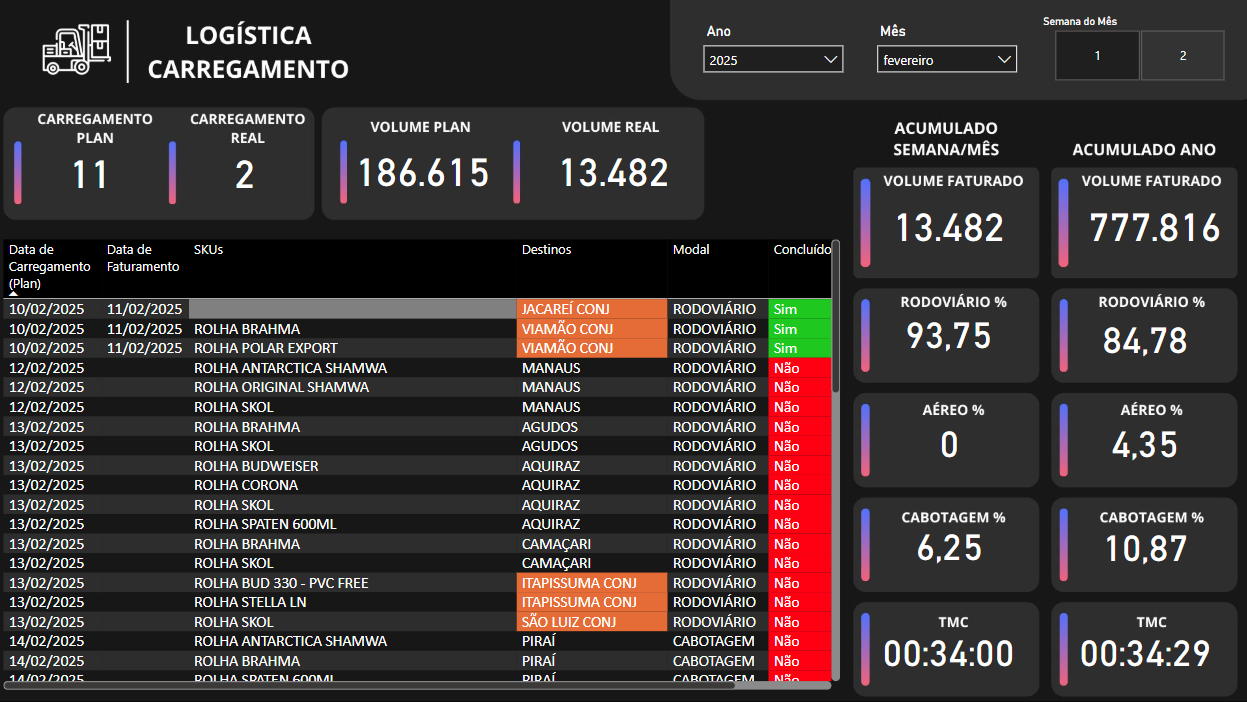 LOGÍSTICA
CARREGAMENTO
Ano
2025
Mês
fevereiro
Semana do Mês
1 2
CARREGAMENTO
PLAN
11
CARREGAMENTO
REAL
2
VOLUME PLAN
186.615
VOLUME REAL
13.482
ACUMULADO
SEMANA/MÊS
VOLUME FATURADO
13.482
RODOVIÁRIO %
93,75
AÉREO %
0
CABOTAGEM %
6,25
TMC
00:34:00
ACUMULADO ANO
VOLUME FATURADO
777.816
RODOVIÁRIO %
84,78
AÉREO %
4,35
CABOTAGEM %
10,87
TMC
00:34:29
Data de Carregamento (Plan) Data de Faturamento SKUs Destinos Modal Concluído
10/02/2025 11/02/2025 JACAREÍ CONJ RODOVIÁRIO Sim
10/02/2025 11/02/2025 ROLHA BRAHMA VIAMÃO CONJ RODOVIÁRIO Sim
10/02/2025 11/02/2025 ROLHA POLAR EXPORT VIAMÃO CONJ RODOVIÁRIO Sim
12/02/2025 ROLHA ANTARCTICA SHAMWA MANAUS RODOVIÁRIO Não
12/02/2025 ROLHA ORIGINAL SHAMWA MANAUS RODOVIÁRIO Não
12/02/2025 ROLHA SKOL MANAUS RODOVIÁRIO Não
13/02/2025 ROLHA BRAHMA AGUDOS RODOVIÁRIO Não
13/02/2025 ROLHA SKOL AGUDOS RODOVIÁRIO Não
13/02/2025 ROLHA BUDWEISER AQUIRAZ RODOVIÁRIO Não
13/02/2025 ROLHA CORONA AQUIRAZ RODOVIÁRIO Não
13/02/2025 ROLHA SKOL AQUIRAZ RODOVIÁRIO Não
13/02/2025 ROLHA SPATEN 600ML AQUIRAZ RODOVIÁRIO Não
13/02/2025 ROLHA BRAHMA CAMAÇARI RODOVIÁRIO Não
13/02/2025 ROLHA SKOL CAMAÇARI RODOVIÁRIO Não
13/02/2025 ROLHA BUD 330 - PVC FREE ITAPISSUMA CONJ RODOVIÁRIO Não
13/02/2025 ROLHA STELLA LN ITAPISSUMA CONJ RODOVIÁRIO Não
13/02/2025 ROLHA SKOL SÃO LUIZ CONJ RODOVIÁRIO Não
14/02/2025 ROLHA ANTARCTICA SHAMWA PIRAÍ CABOTAGEM Não
14/02/2025 ROLHA BRAHMA PIRAÍ CABOTAGEM Não
14/02/2025 ROLHA SPATEN 600ML PIRAÍ CABOTAGEM Não